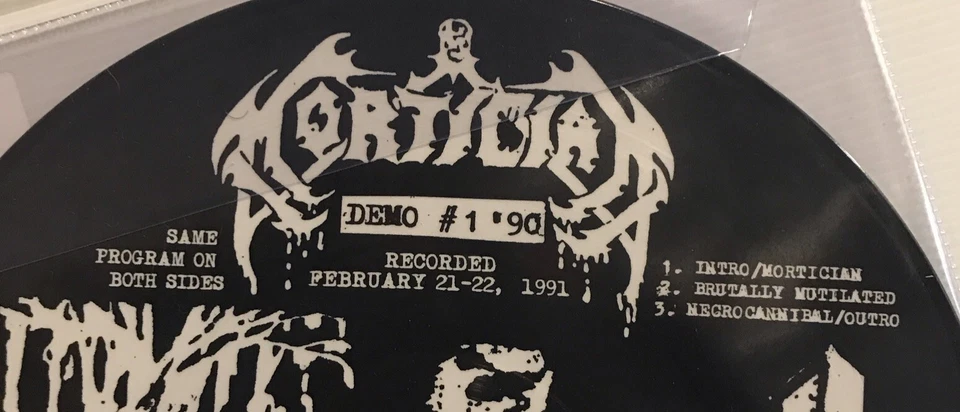 MORTICIAN
DEMO #1 '90
SAME
PROGRAM ON
BOTH SIDES
RECORDED
FEBRUARY 21-22, 1991
1. INTRO/MORTICIAN
2. BRUTALLY MUTILATED
3. NECROCANNIBAL/OUTRO